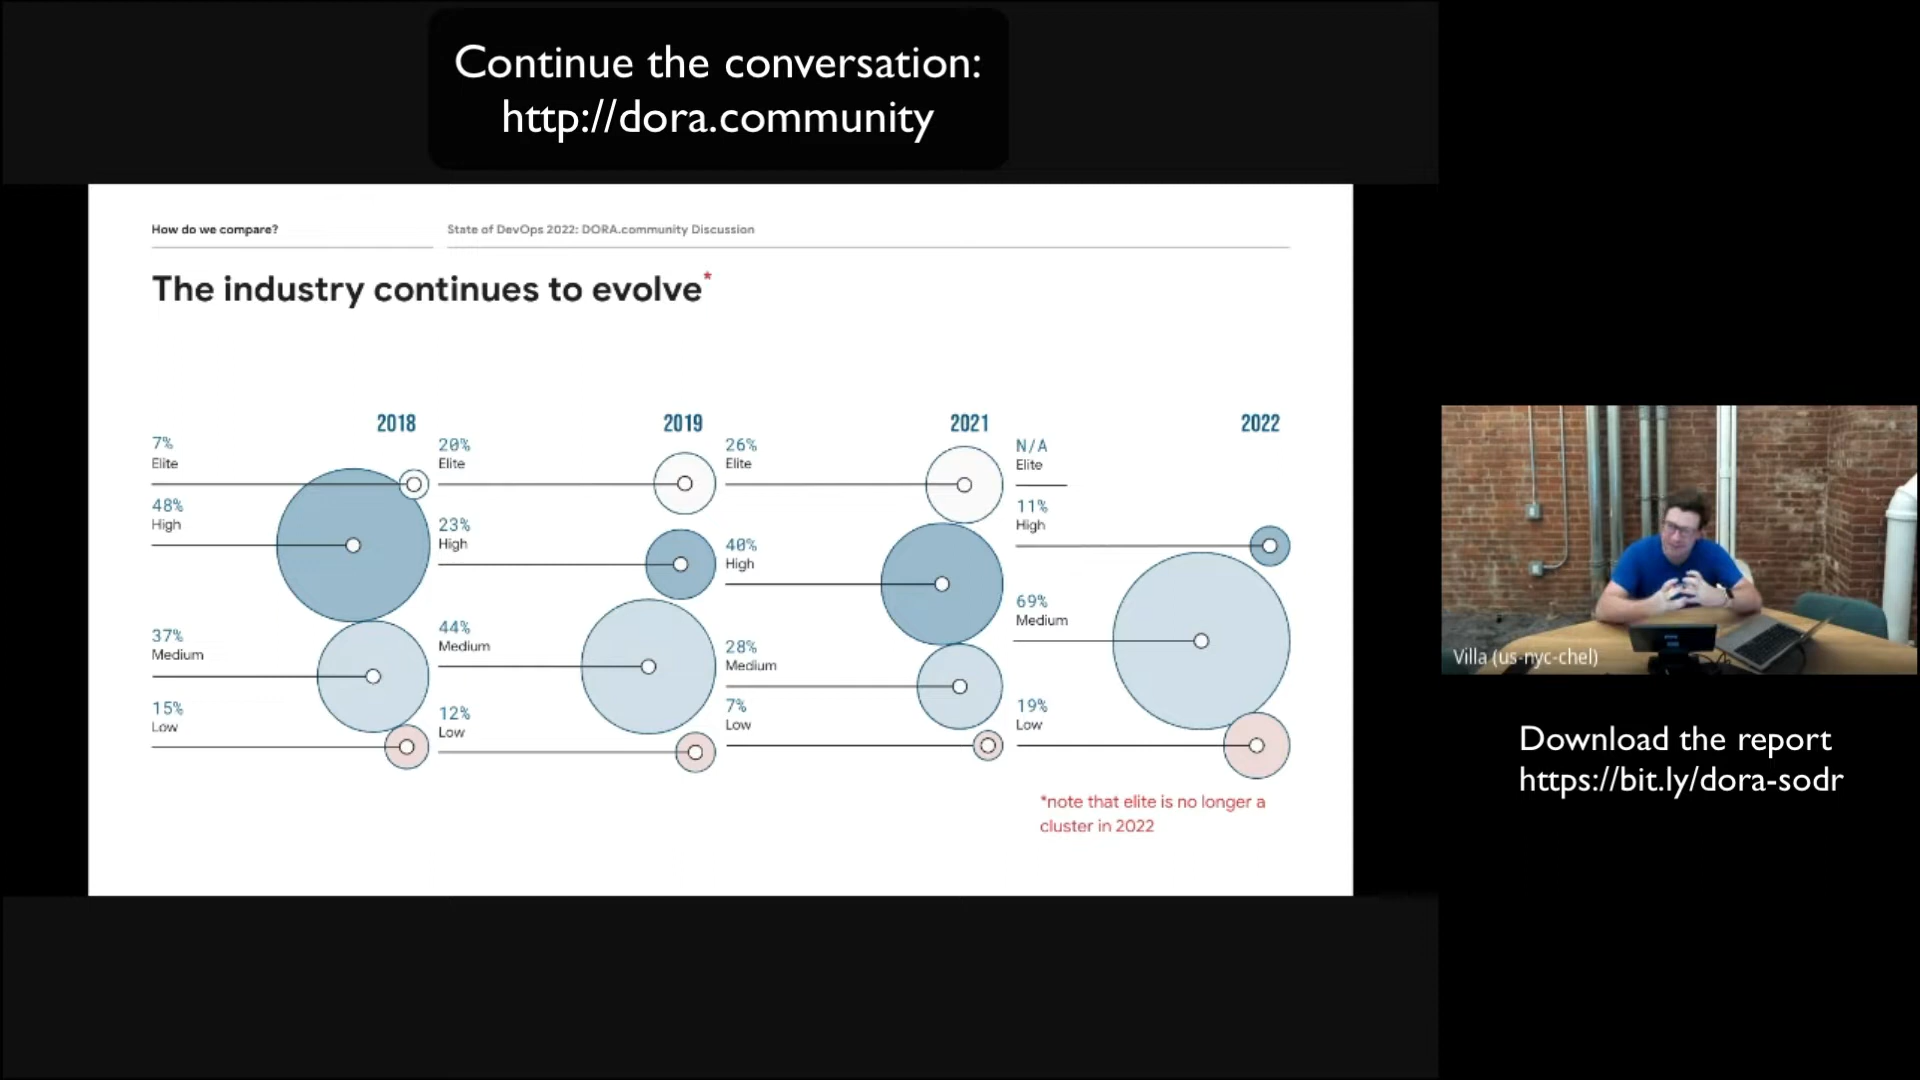 Continue the conversation:
http://dora.community
How do we compare?
State of DevOps 2022: DORA.community Discussion
The industry continues to evolve*
2018
7%
Elite
48%
High
37%
Medium
15%
Low
2019
20%
Elite
23%
High
44%
Medium
12%
Low
2021
26%
Elite
40%
High
28%
Medium
7%
Low
2022
N/A
Elite
11%
High
69%
Medium
19%
Low
*note that elite is no longer a
cluster in 2022
Villa (us-nyc-chel)
Download the report
https://bit.ly/dora-sodr